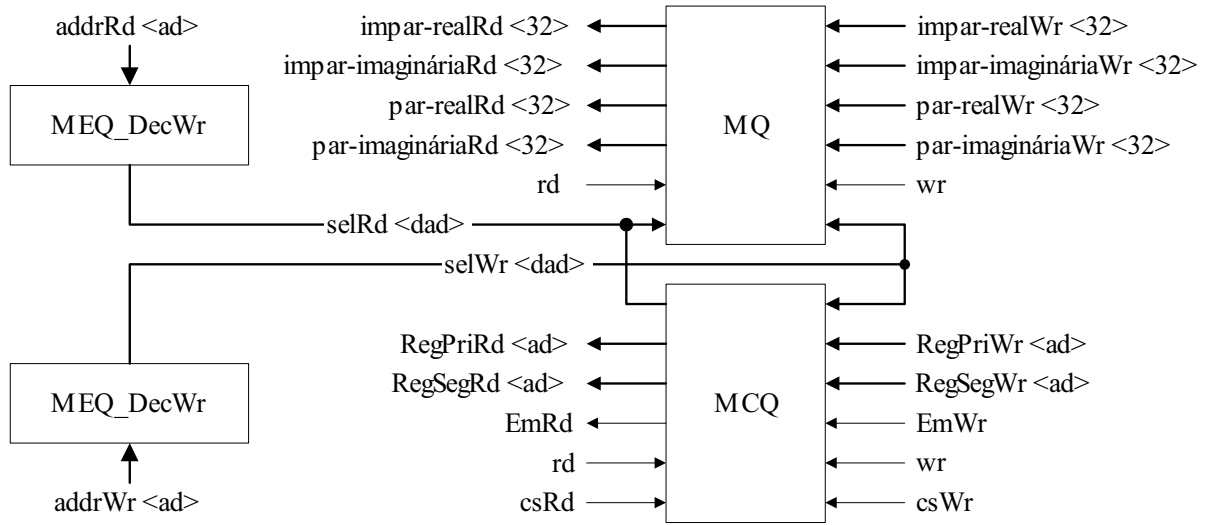 addrRd <ad>
MEQ_DecWr
impar-realRd <32>
impar-imagináriaRd <32>
par-realRd <32>
par-imagináriaRd <32>
rd
MQ
impar-realWr <32>
impar-imagináriaWr <32>
par-realWr <32>
par-imagináriaWr <32>
wr
selRd <dad>
selWr <dad>
MEQ_DecWr
addrWr <ad>
RegPriRd <ad>
RegSegRd <ad>
EmRd
rd
csRd
MCQ
RegPriWr <ad>
RegSegWr <ad>
EmWr
wr
csWr